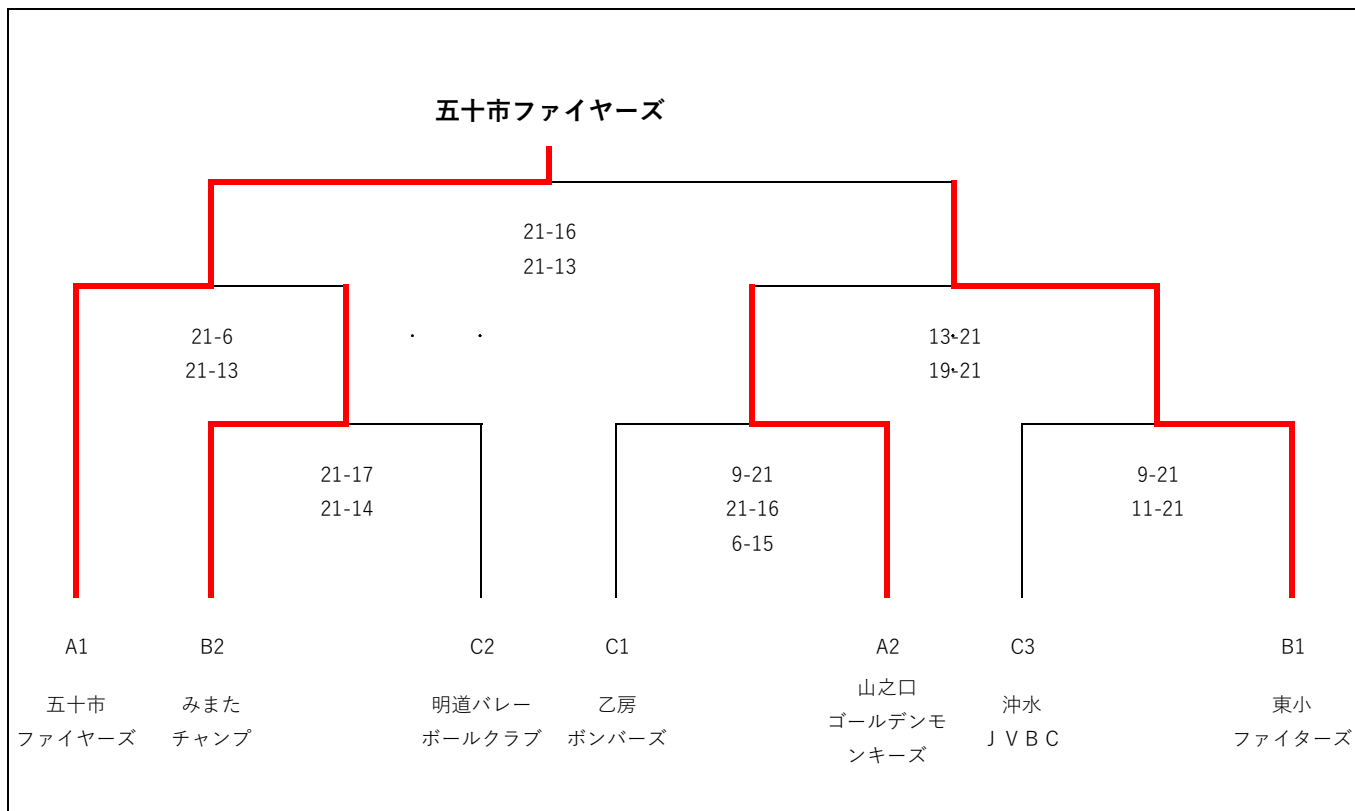 五十市ファイヤーズ
21-16
21-13
21-6
21-13
13-21
19-21
21-17
21-14
9-21
21-16
6-15
9-21
11-21
A1
B2
C2
C1
A2
C3
B1
五十市
ファイヤーズ
みまた
チャンプ
明道バレー
ボールクラブ
乙房
ボンバーズ
山之口
ゴールデンモ
ンキーズ
沖水
ＪＶＢＣ
東小
ファイターズ